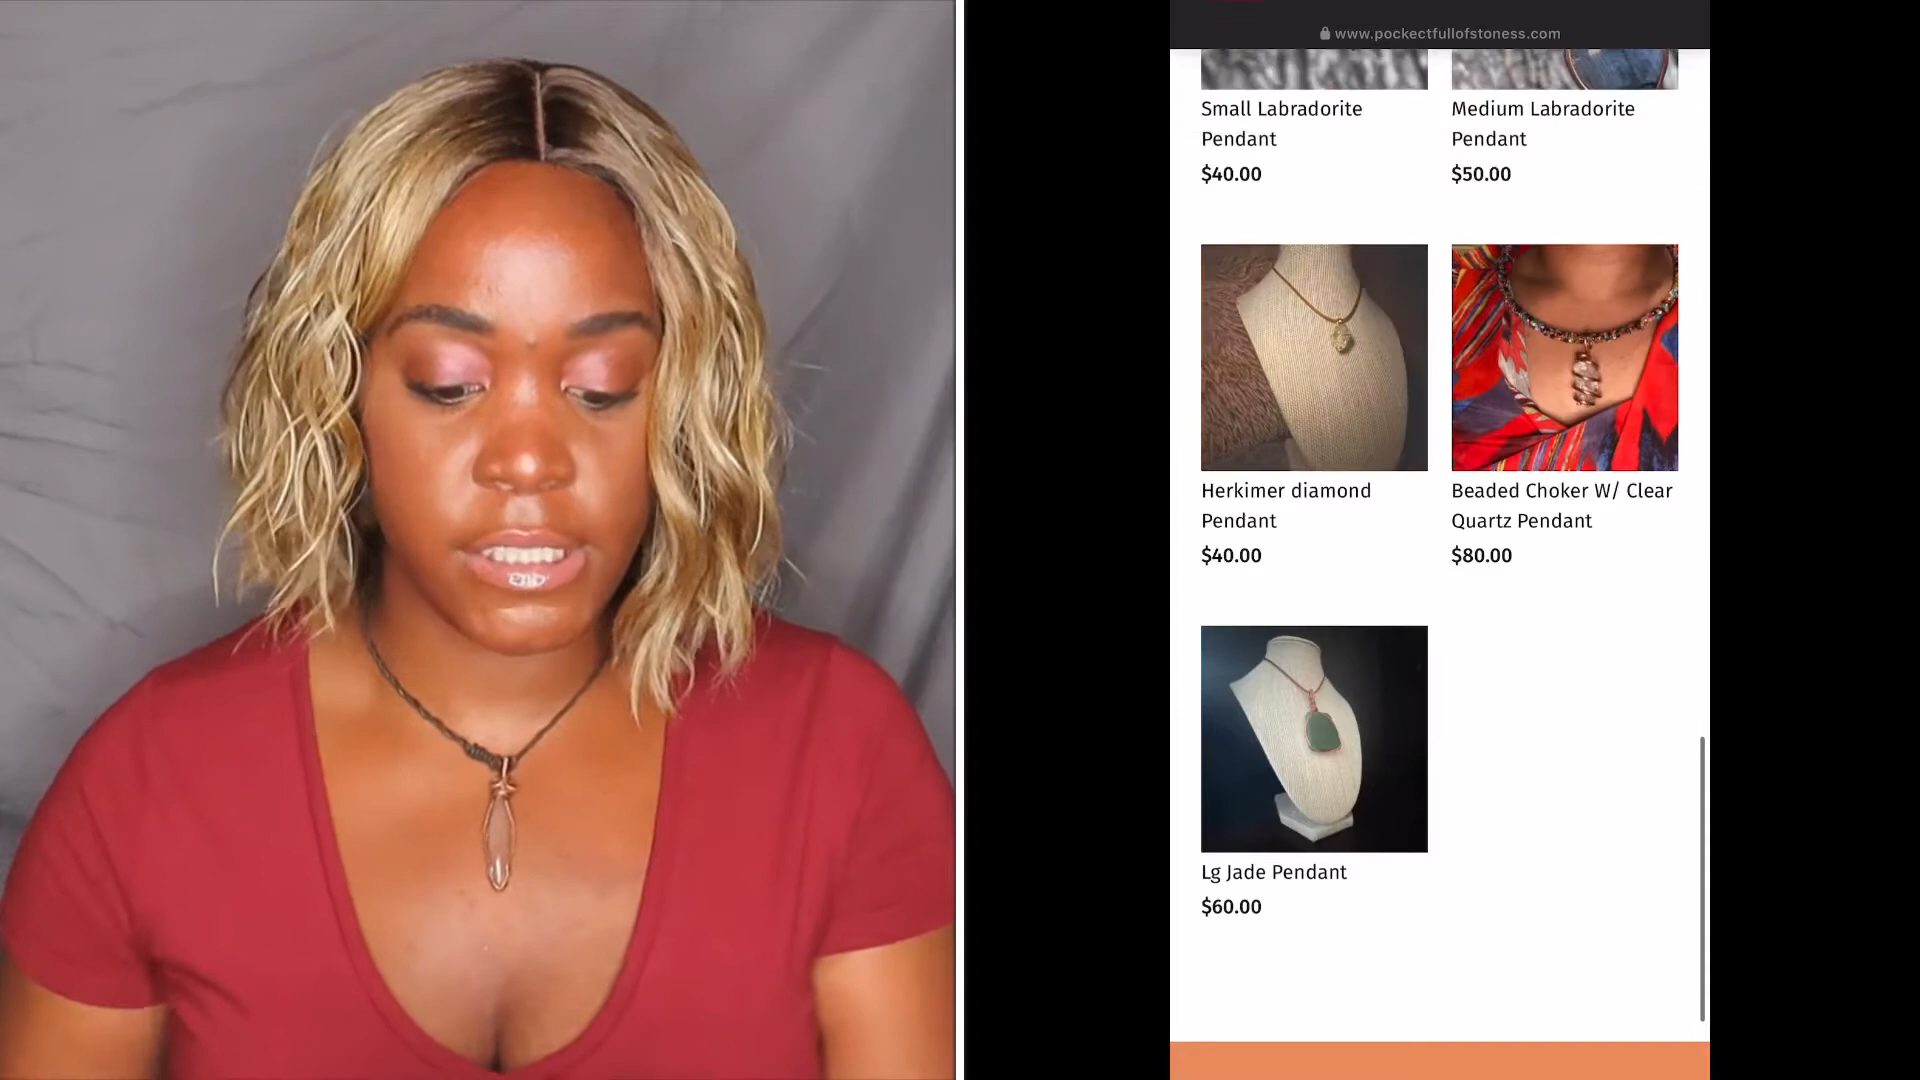 www.pockectfullofstoness.com
Small Labradorite
Pendant
$40.00
Medium Labradorite
Pendant
$50.00
Herkimer diamond
Pendant
$40.00
Beaded Choker W/ Clear
Quartz Pendant
$80.00
Lg Jade Pendant
$60.00